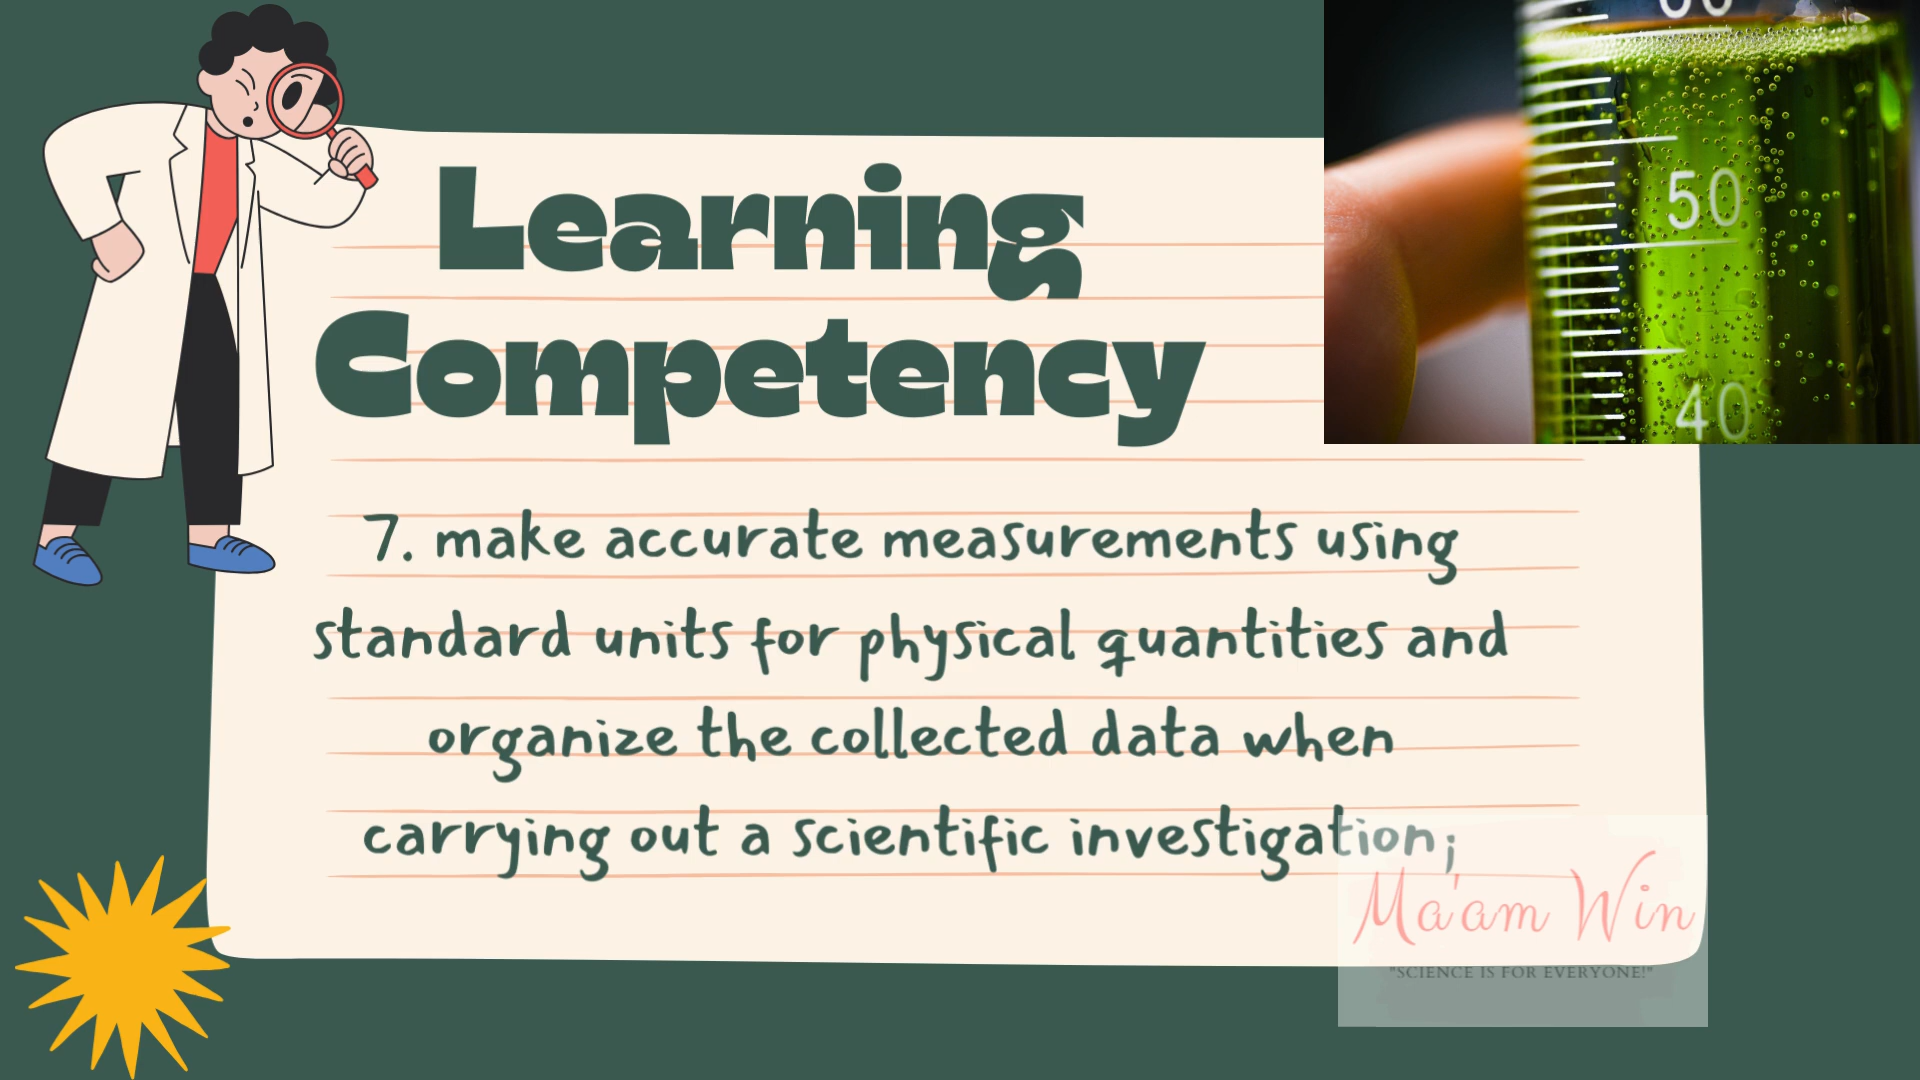 Learning
Competency
60
50
40
7. make accurate measurements using
standard units for physical quantities and
organize the collected data when
carrying out a scientific investigation;
Ma'am Win
"SCIENCE IS FOR EVERYONE!"